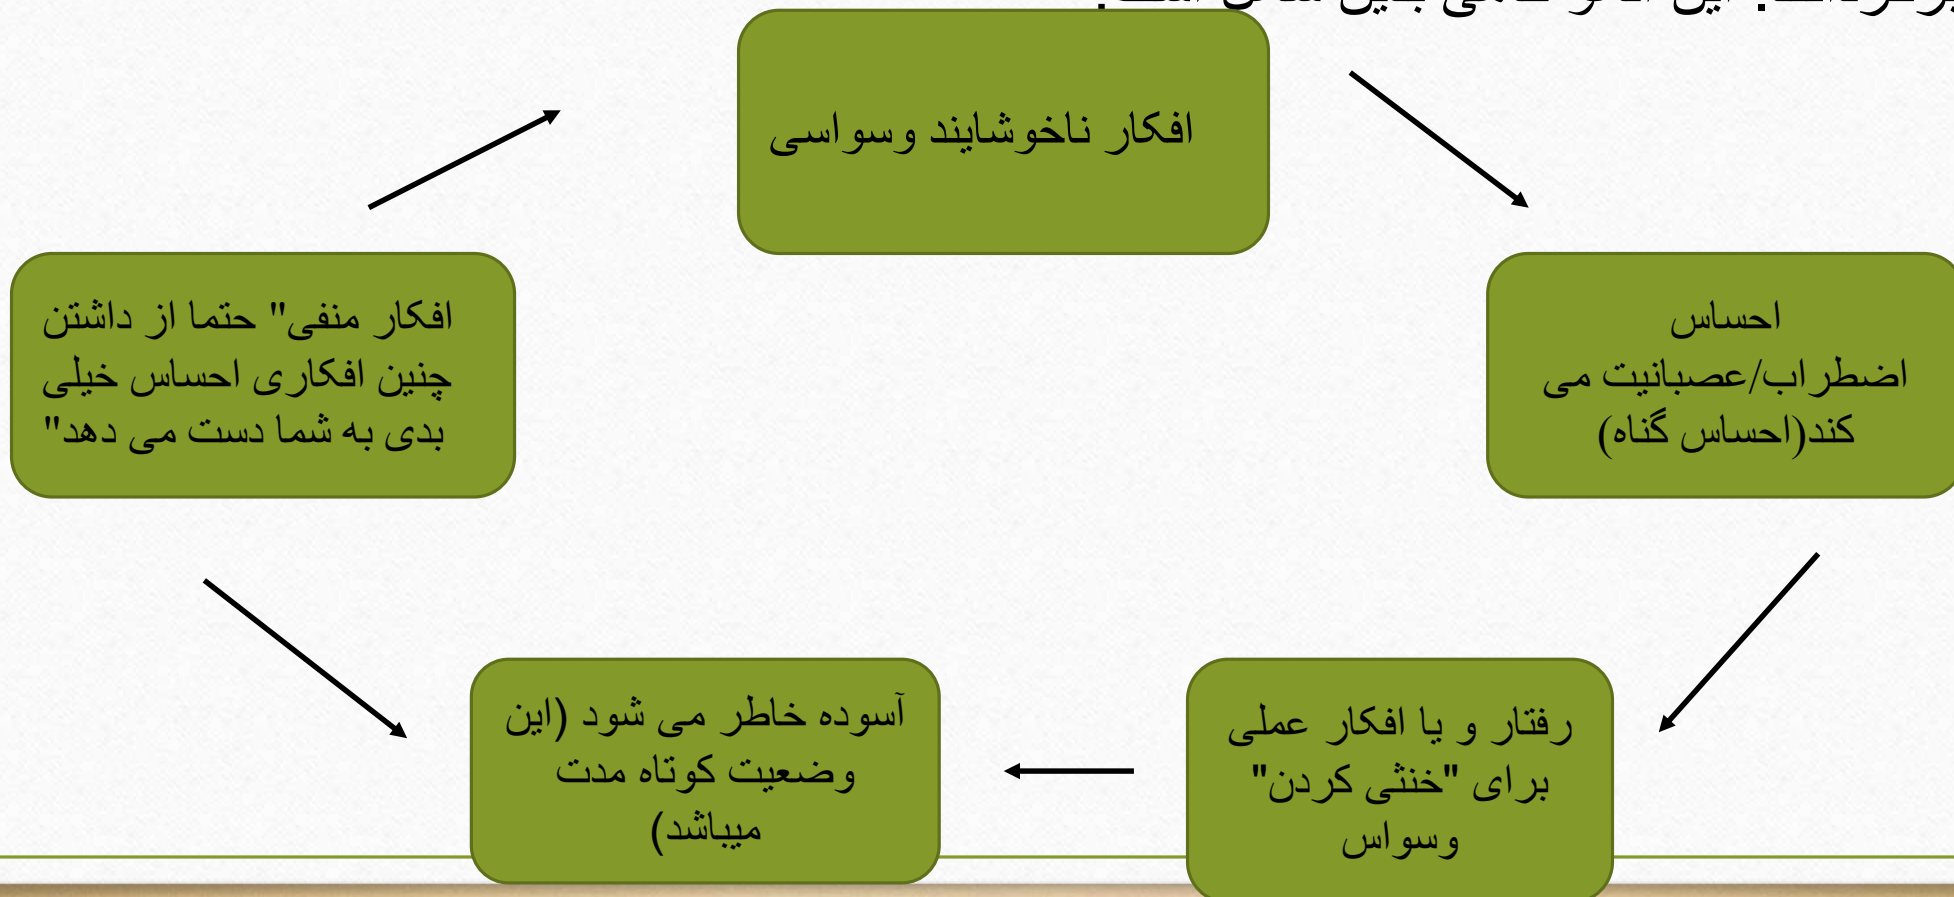 افکار ناخوشایند وسواسی
احساس
اضطراب/عصبانیت می
کند(احساس گناه)
رفتار و یا افکار عملی
برای "خنثی کردن"
وسواس
آسوده خاطر می شود (این
وضعیت کوتاه مدت
میباشد)
افکار منفی" حتما از داشتن
چنین افکاری احساس خیلی
بدی به شما دست می دهد"